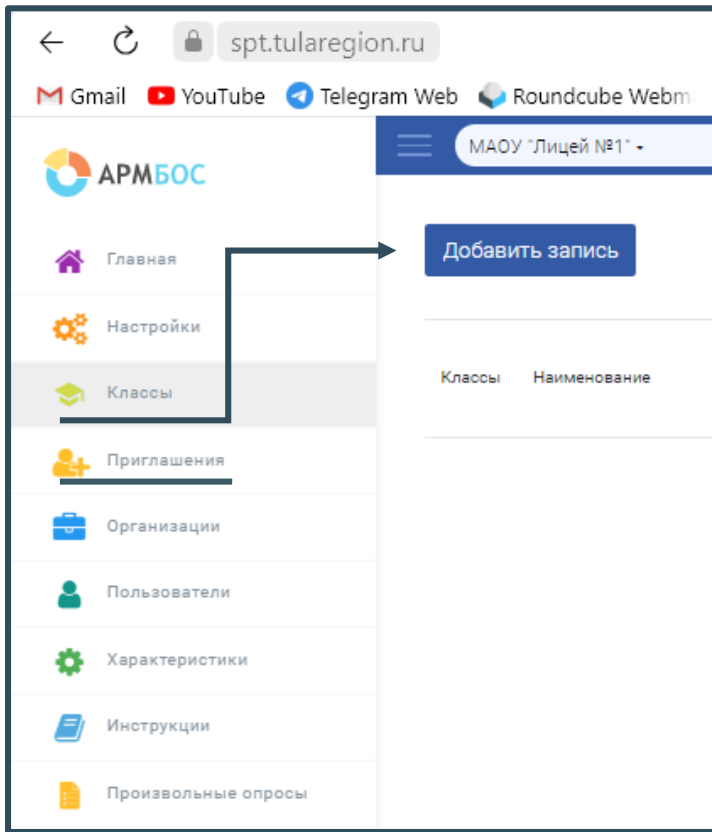 spt.tularegion.ru
Gmail YouTube Telegram Web Roundcube Webm
АРМБОС
МАОУ "Лицей №1"
Главная
Добавить запись
Настройки
Классы
Классы Наименование
Приглашения
Организации
Пользователи
Характеристики
Инструкции
Произвольные опросы